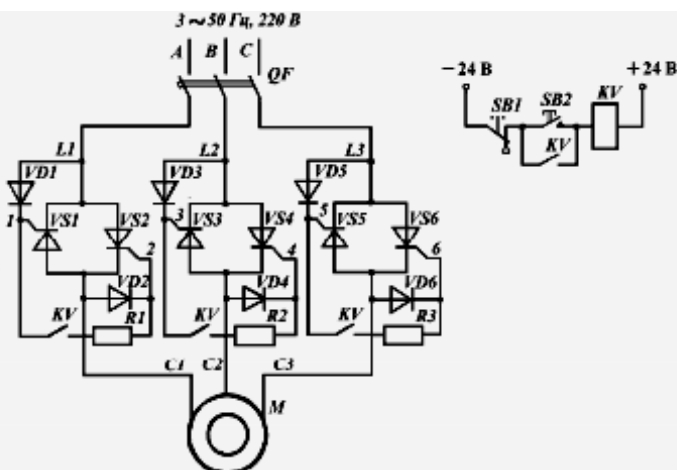 3 ~ 50 Гц, 220 В
A B C
QF
− 24 В
+ 24 В
SB1
SB2
KV
KV
L1
L2
L3
VD1
VD3
VD5
1
VS1
VS2
2
3
VS3
VS4
4
5
VS5
VS6
6
VD2
VD4
VD6
KV
R1
KV
R2
KV
R3
C1
C2
C3
M